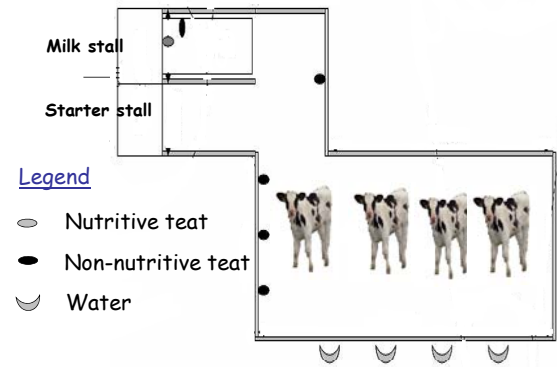 Milk stall
Starter stall
Legend
Nutritive teat
Non-nutritive teat
Water